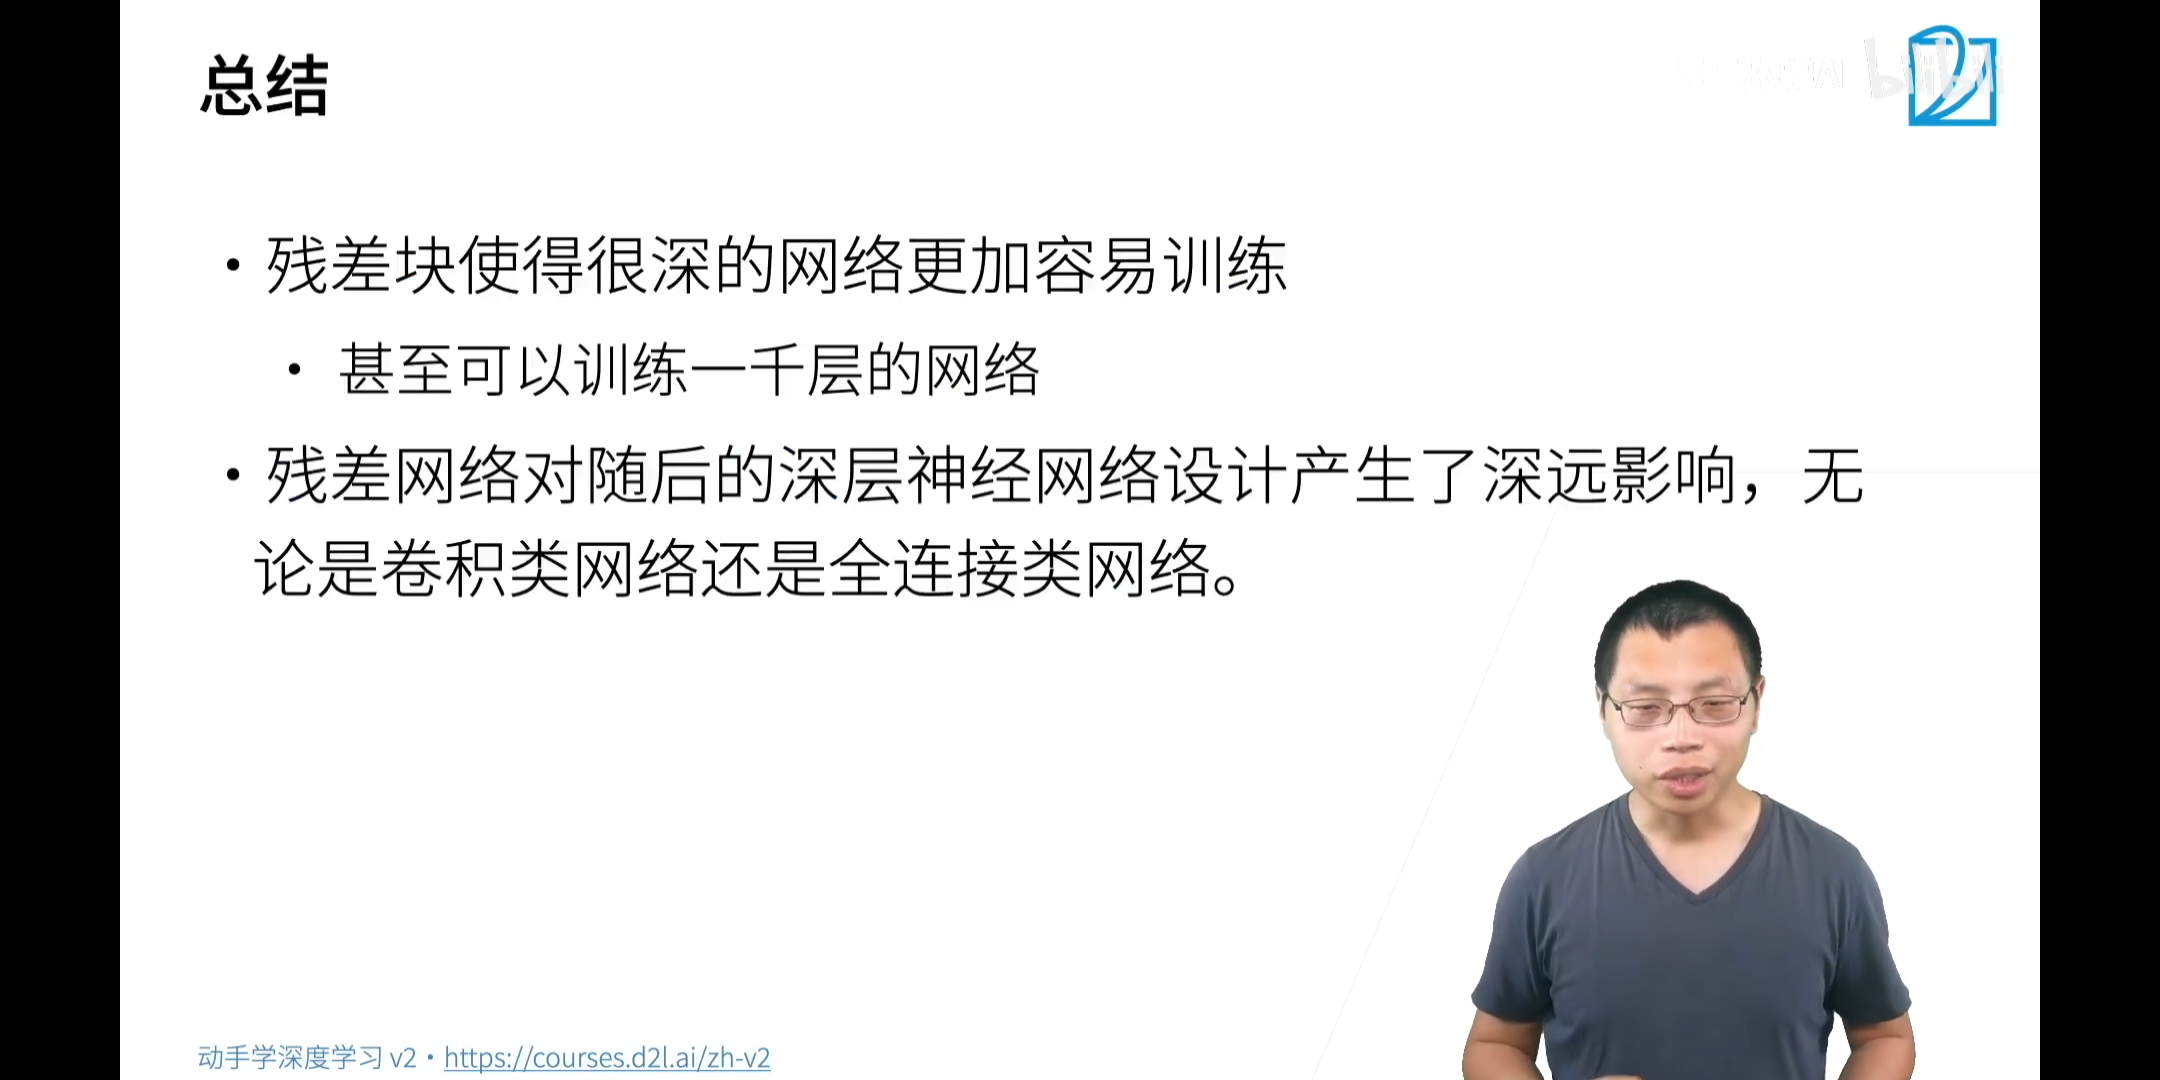 总结
• 残差块使得很深的网络更加容易训练
• 甚至可以训练一千层的网络
• 残差网络对随后的深层神经网络设计产生了深远影响，无
论是卷积类网络还是全连接类网络。
动手学深度学习 v2 • https://courses.d2l.ai/zh-v2